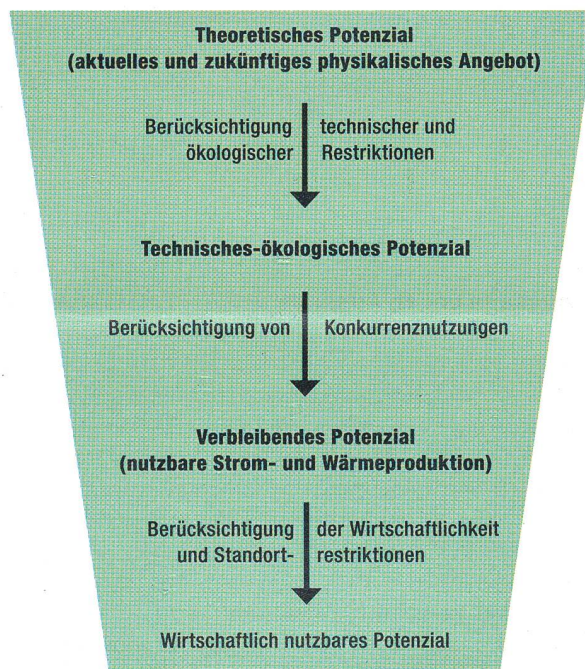 Theoretisches Potenzial
(aktuelles und zukünftiges physikalisches Angebot)
Berücksichtigung technischer und
ökologischer Restriktionen
Technisches-ökologisches Potenzial
Berücksichtigung von Konkurrenznutzungen
Verbleibendes Potenzial
(nutzbare Strom- und Wärmeproduktion)
Berücksichtigung der Wirtschaftlichkeit
und Standort- restriktionen
Wirtschaftlich nutzbares Potenzial